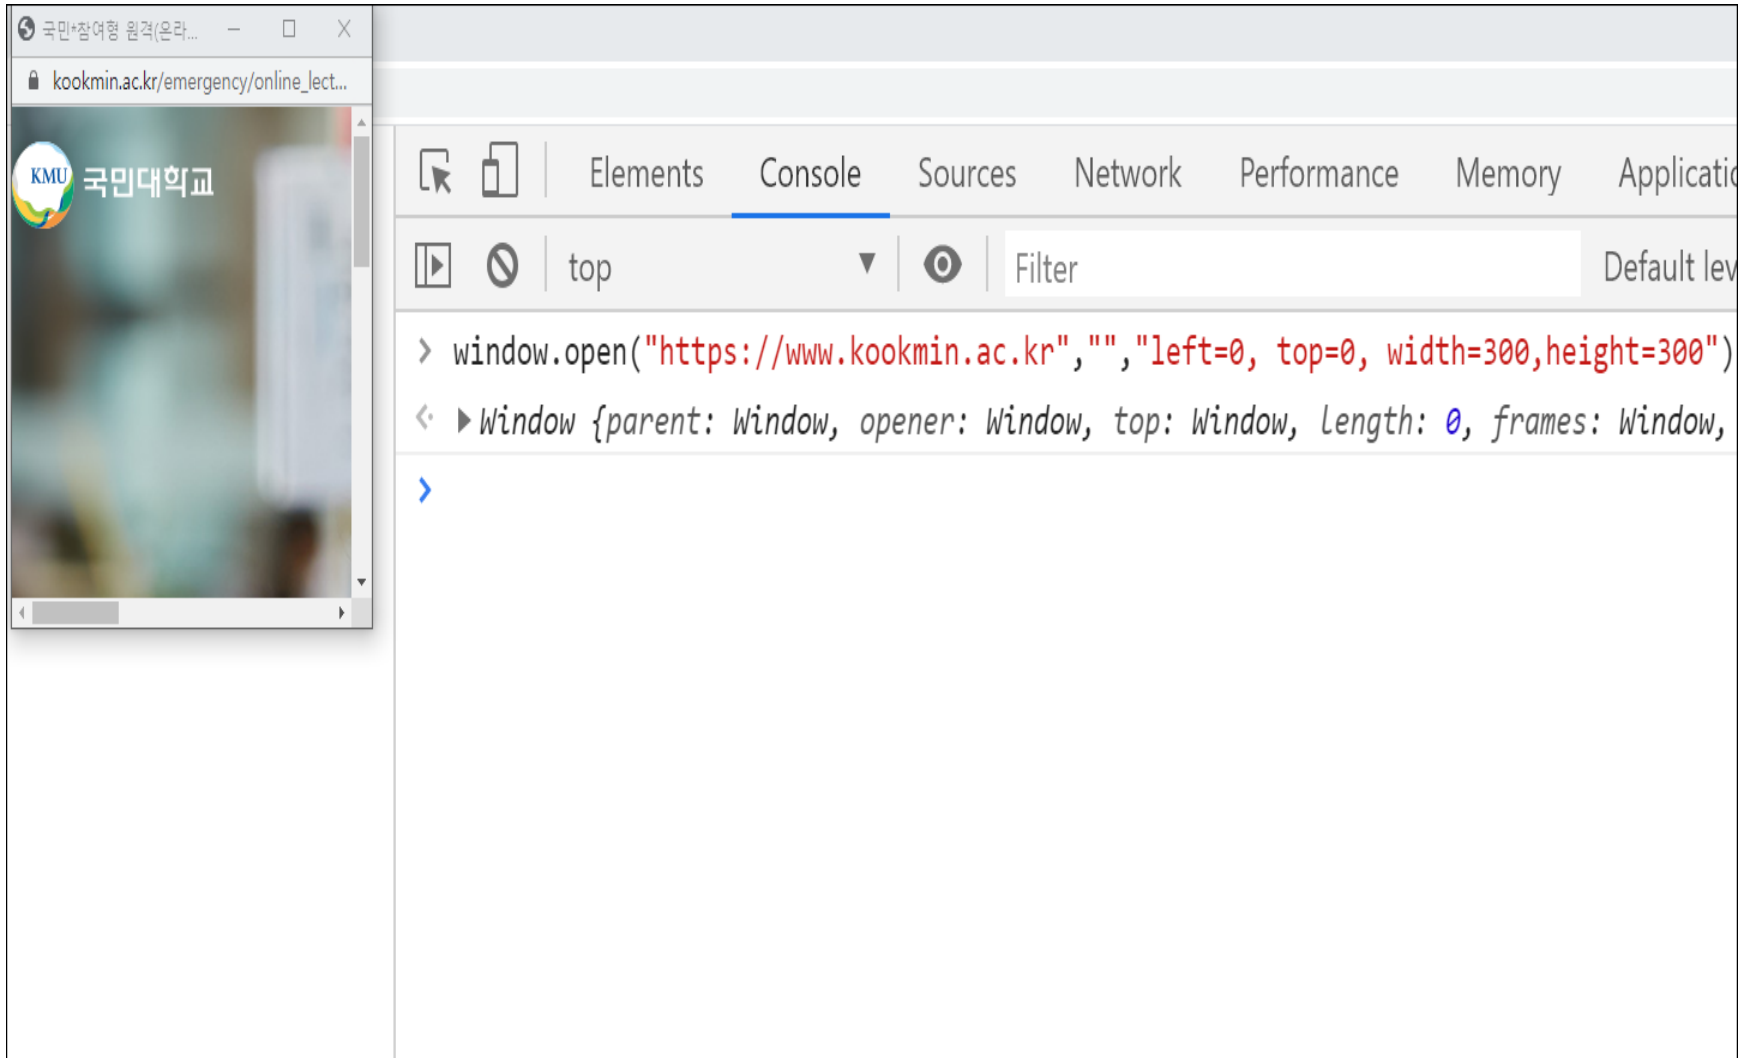 국민*참여형 원격(온라...
kookmin.ac.kr/emergency/online_lect...
KMU 국민대학교
Elements Console Sources Network Performance Memory Applicatio
top ▼ Filter Default lev
> window.open("https://www.kookmin.ac.kr","","left=0, top=0, width=300,height=300")
<· ▶Window {parent: Window, opener: Window, top: Window, length: 0, frames: Window,
>